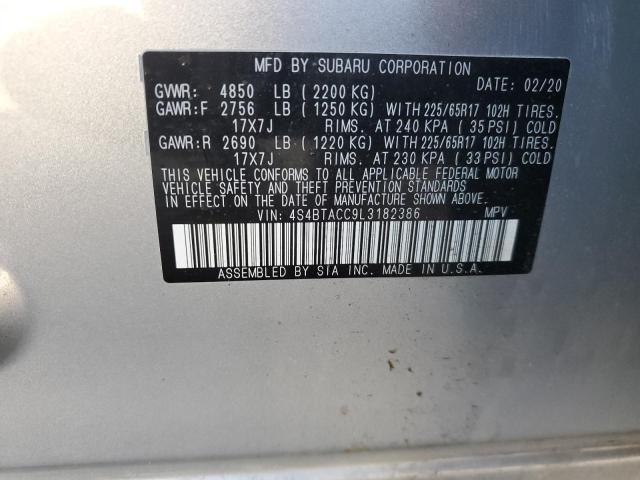 MFD BY SUBARU CORPORATION
DATE: 02/20
GVWR: 4850 LB ( 2200 KG)
GAWR:F 2756 LB ( 1250 KG) WITH 225/65R17 102H TIRES.
17X7J RIMS. AT 240 KPA ( 35 PSI) COLD
GAWR:R 2690 LB ( 1220 KG) WITH 225/65R17 102H TIRES.
17X7J RIMS. AT 230 KPA ( 33 PSI) COLD
THIS VEHICLE CONFORMS TO ALL APPLICABLE FEDERAL MOTOR
VEHICLE SAFETY AND THEFT PREVENTION STANDARDS
IN EFFECT ON THE DATE OF MANUFACTURE SHOWN ABOVE.
VIN: 4S4BTACC9L3182386 MPV
ASSEMBLED BY SIA INC. MADE IN U.S.A.